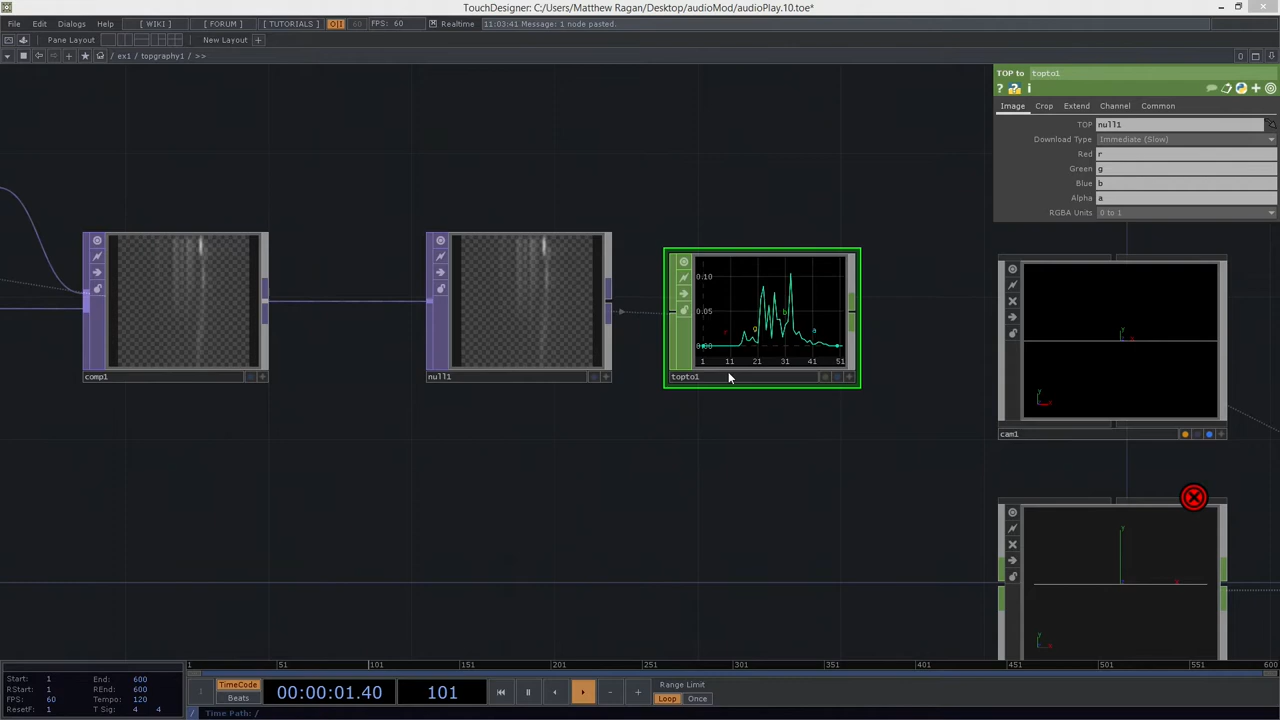 TouchDesigner: C:/Users/Matthew Ragan/Desktop/audioMod/audioPlay.10.toe*
File Edit Dialogs Help [ WIKI ] [ FORUM ] [ TUTORIALS ] O|I 60 FPS: 60 Realtime 11:03:41 Message: 1 node pasted.
Pane Layout New Layout +
/ ex1 / topgraphy1 / >>
0
TOP to topto1
? i
Image Crop Extend Channel Common
TOP null1
Download Type Immediate (Slow)
Red r
Green g
Blue b
Alpha a
RGBA Units 0 to 1
0.10
0.05
0.00
r g b a
1 11 21 31 41 51
comp1
null1
topto1
y x
y
x
cam1
y
x
y
x
1 51 101 151 201 251 301 351 401 451 501 551 600
Start: 1 End: 600
RStart: 1 REnd: 600
FPS: 60 Tempo: 120
ResetF: 1 T Sig: 4 4
TimeCode
Beats
00:00:01.40
101
Range Limit
Loop Once
/ Time Path: /